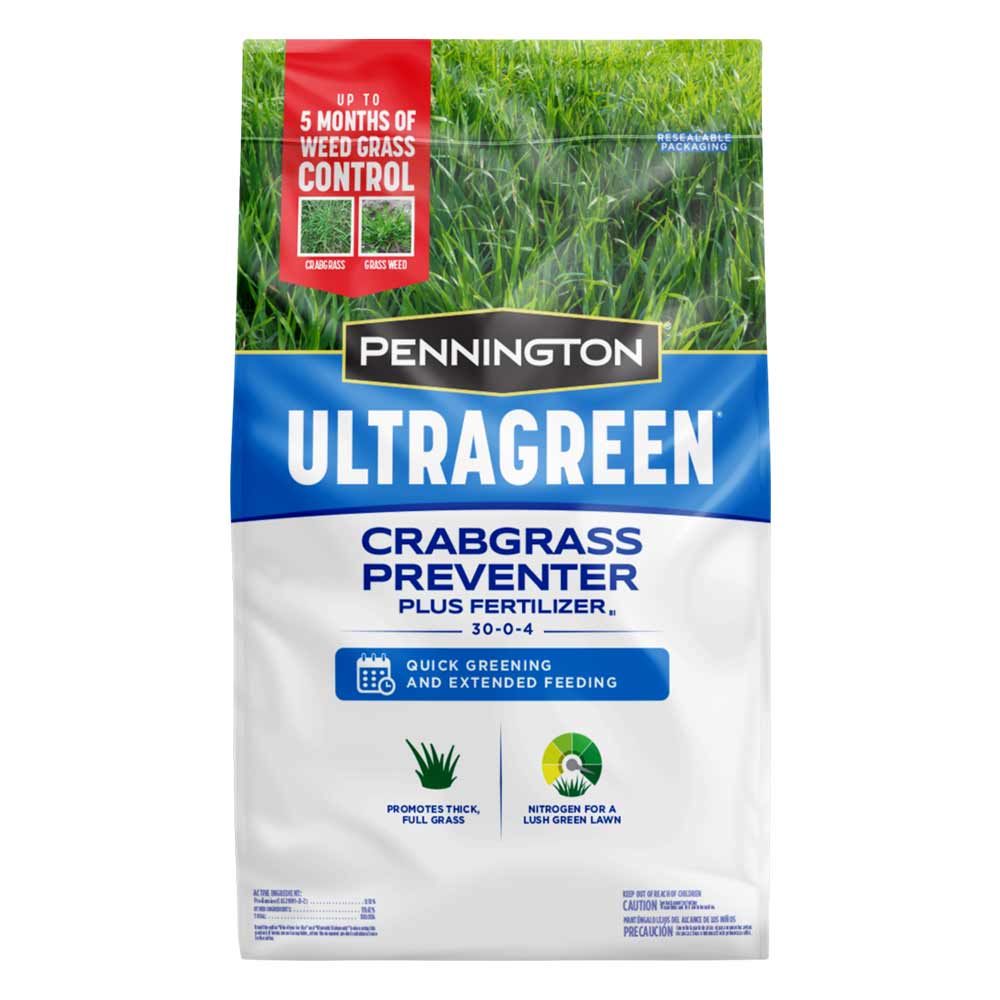 UP TO
5 MONTHS OF
WEED GRASS
CONTROL
CRABGRASS
GRASS WEED
RESEALABLE
PACKAGING
PENNINGTON®
ULTRAGREEN®
CRABGRASS
PREVENTER
PLUS FERTILIZER
30-0-4
QUICK GREENING
AND EXTENDED FEEDING
PROMOTES THICK,
FULL GRASS
NITROGEN FOR A
LUSH GREEN LAWN
ACTIVE INGREDIENT:
OTHER INGREDIENTS
TOTAL
KEEP OUT OF REACH OF CHILDREN
CAUTION
MANTÉNGALO LEJOS DEL ALCANCE DE LOS NIÑOS
PRECAUCIÓN